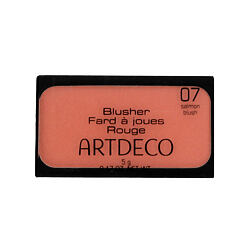 07
salmon
blush
Blusher
Fard à joues
Rouge
ARTDECO
5 g